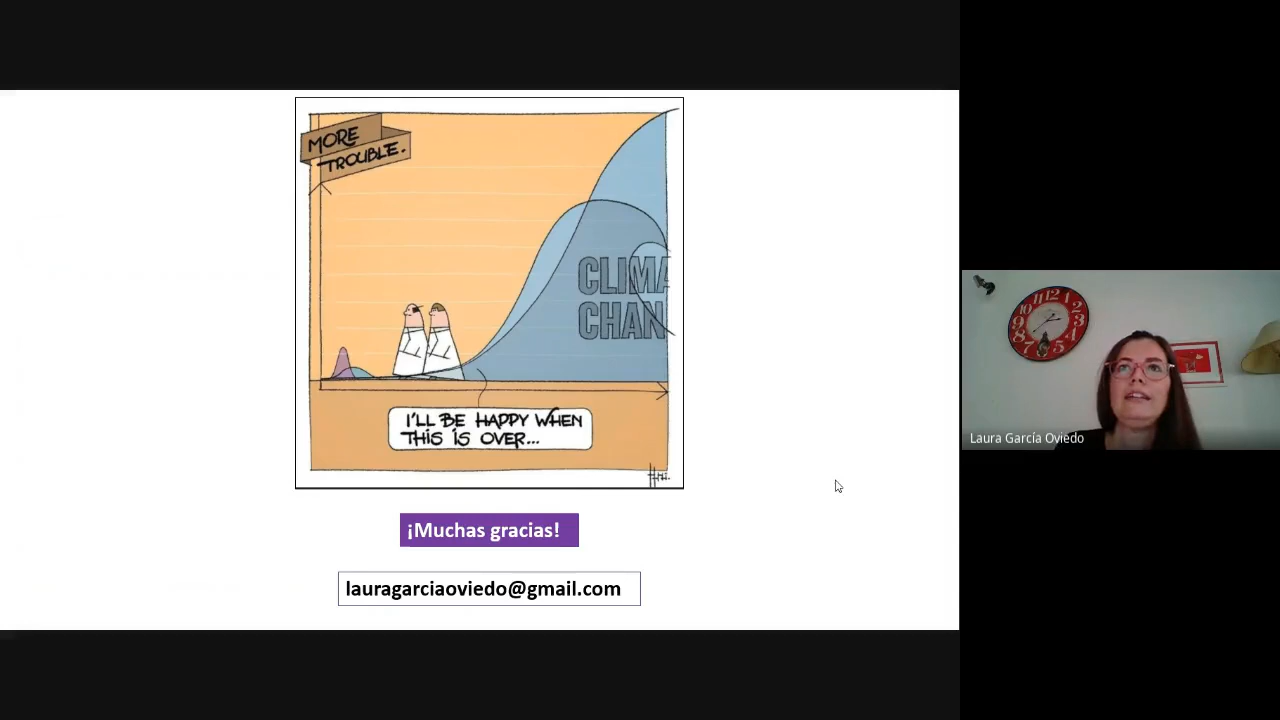 MORE
TROUBLE.
CLIMA
CHAN
I'LL BE HAPPY WHEN
THIS IS OVER...
¡Muchas gracias!
lauragarciaoviedo@gmail.com
Laura García Oviedo